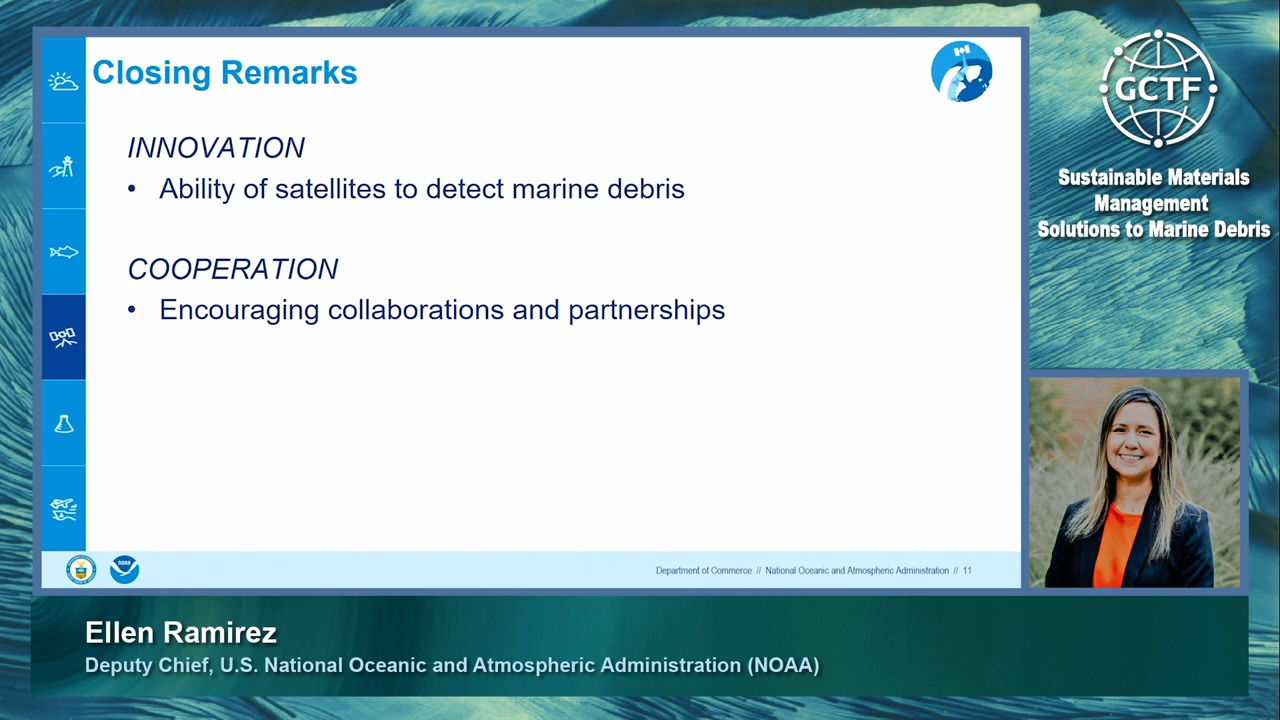 Closing Remarks
INNOVATION
• Ability of satellites to detect marine debris
COOPERATION
• Encouraging collaborations and partnerships
NOAA
Department of Commerce // National Oceanic and Atmospheric Administration // 11
GCTF
Sustainable Materials
Management
Solutions to Marine Debris
Ellen Ramirez
Deputy Chief, U.S. National Oceanic and Atmospheric Administration (NOAA)